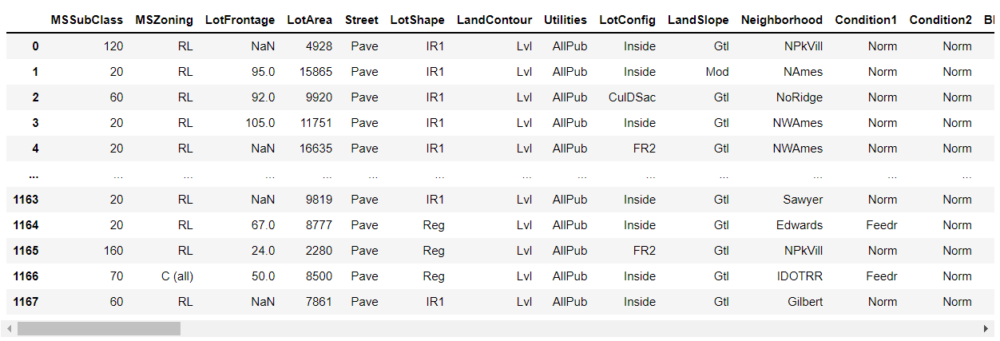 MSSubClass MSZoning LotFrontage LotArea Street LotShape LandContour Utilities LotConfig LandSlope Neighborhood Condition1 Condition2 Bl
0 120 RL NaN 4928 Pave IR1 Lvl AllPub Inside Gtl NPkVill Norm Norm
1 20 RL 95.0 15865 Pave IR1 Lvl AllPub Inside Mod NAmes Norm Norm
2 60 RL 92.0 9920 Pave IR1 Lvl AllPub CulDSac Gtl NoRidge Norm Norm
3 20 RL 105.0 11751 Pave IR1 Lvl AllPub Inside Gtl NWAmes Norm Norm
4 20 RL NaN 16635 Pave IR1 Lvl AllPub FR2 Gtl NWAmes Norm Norm
... ... ... ... ... ... ... ... ... ... ... ... ... ...
1163 20 RL NaN 9819 Pave IR1 Lvl AllPub Inside Gtl Sawyer Norm Norm
1164 20 RL 67.0 8777 Pave Reg Lvl AllPub Inside Gtl Edwards Feedr Norm
1165 160 RL 24.0 2280 Pave Reg Lvl AllPub FR2 Gtl NPkVill Norm Norm
1166 70 C (all) 50.0 8500 Pave Reg Lvl AllPub Inside Gtl IDOTRR Feedr Norm
1167 60 RL NaN 7861 Pave IR1 Lvl AllPub Inside Gtl Gilbert Norm Norm